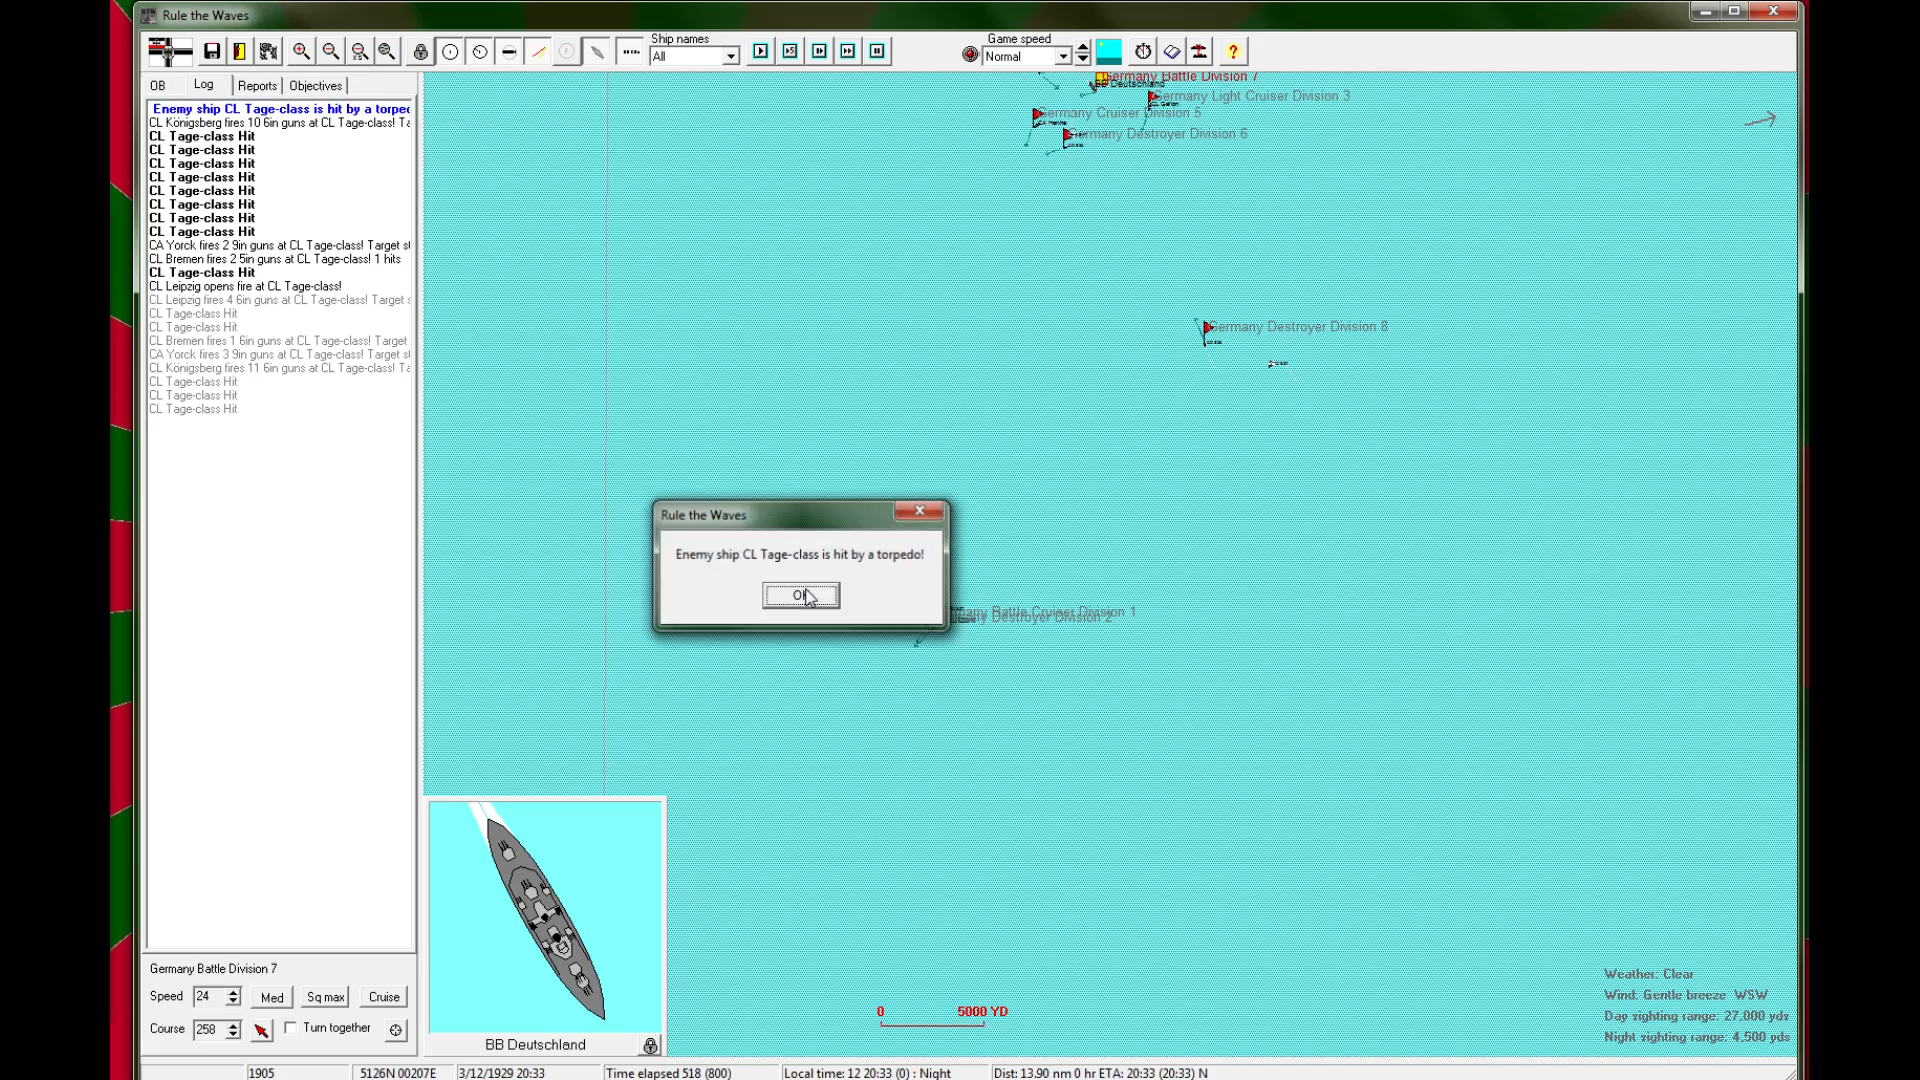 Rule the Waves
Ship names
All
Game speed
Normal
OB
Log
Reports
Objectives
Enemy ship CL Tage-class is hit by a torped
CL Königsberg fires 10 6in guns at CL Tage-class! Ta
CL Tage-class Hit
CL Tage-class Hit
CL Tage-class Hit
CL Tage-class Hit
CL Tage-class Hit
CL Tage-class Hit
CL Tage-class Hit
CL Tage-class Hit
CA Yorck fires 2 9in guns at CL Tage-class! Target s
CL Bremen fires 2 5in guns at CL Tage-class! 1 hits
CL Tage-class Hit
CL Leipzig opens fire at CL Tage-class!
CL Leipzig fires 4 6in guns at CL Tage-class! Target s
CL Tage-class Hit
CL Tage-class Hit
CL Bremen fires 1 6in guns at CL Tage-class! Target
CA Yorck fires 3 9in guns at CL Tage-class! Target s
CL Königsberg fires 11 6in guns at CL Tage-class! Ta
CL Tage-class Hit
CL Tage-class Hit
CL Tage-class Hit
Germany Battle Division 7
BB Deutschland
Germany Light Cruiser Division 3
Germany Cruiser Division 5
Germany Destroyer Division 6
Germany Destroyer Division 8
Rule the Waves
Enemy ship CL Tage-class is hit by a torpedo!
many Battle Cruiser Division 1
any Destroyer Division 2
Germany Battle Division 7
Speed 24 Med Sq max Cruise
Course 258 Turn together
BB Deutschland
0 5000 YD
Weather: Clear
Wind: Gentle breeze WSW
Day sighting range: 27,000 yds
Night sighting range: 4,500 yds
1905
5126N 00207E
3/12/1929 20:33
Time elapsed 518 (800)
Local time: 12 20:33 (0) : Night
Dist: 13.90 nm 0 hr ETA: 20:33 (20:33) N